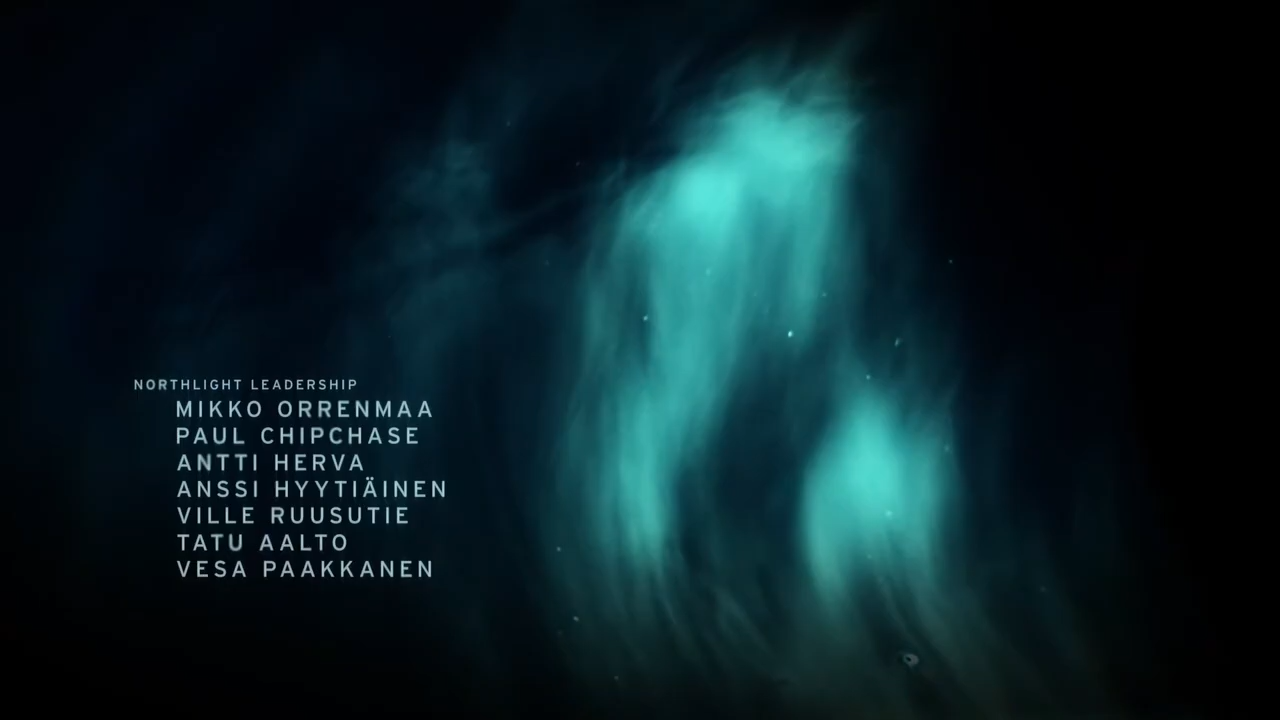 NORTHLIGHT LEADERSHIP
MIKKO ORRENMAA
PAUL CHIPCHASE
ANTTI HERVA
ANSSI HYYTIÄINEN
VILLE RUUSUTIE
TATU AALTO
VESA PAAKKANEN